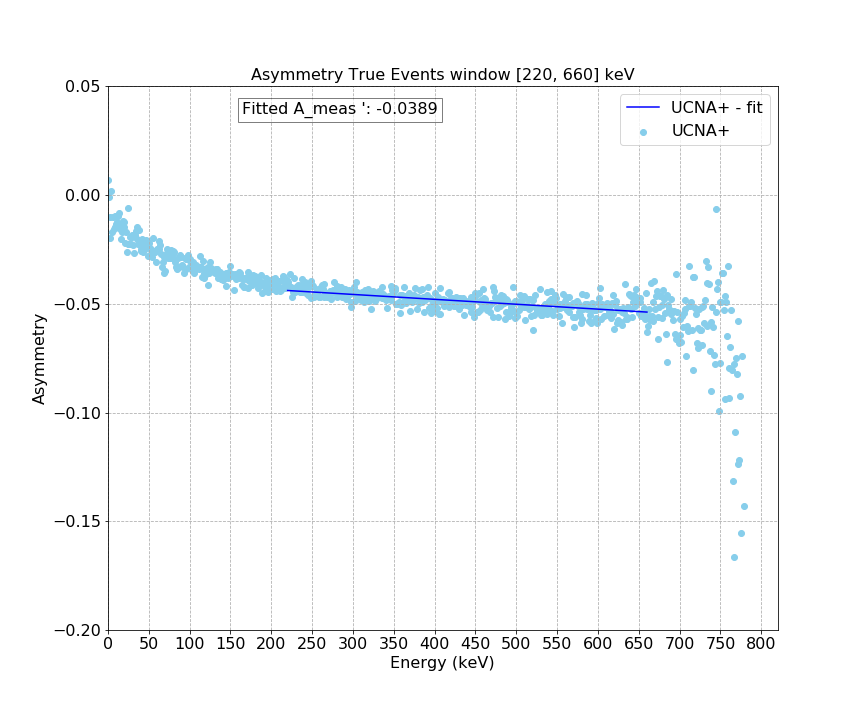 Asymmetry True Events window [220, 660] keV
Fitted A_meas ': -0.0389
UCNA+ - fit
UCNA+
0.05
0.00
−0.05
−0.10
−0.15
−0.20
Asymmetry
0 50 100 150 200 250 300 350 400 450 500 550 600 650 700 750 800
Energy (keV)